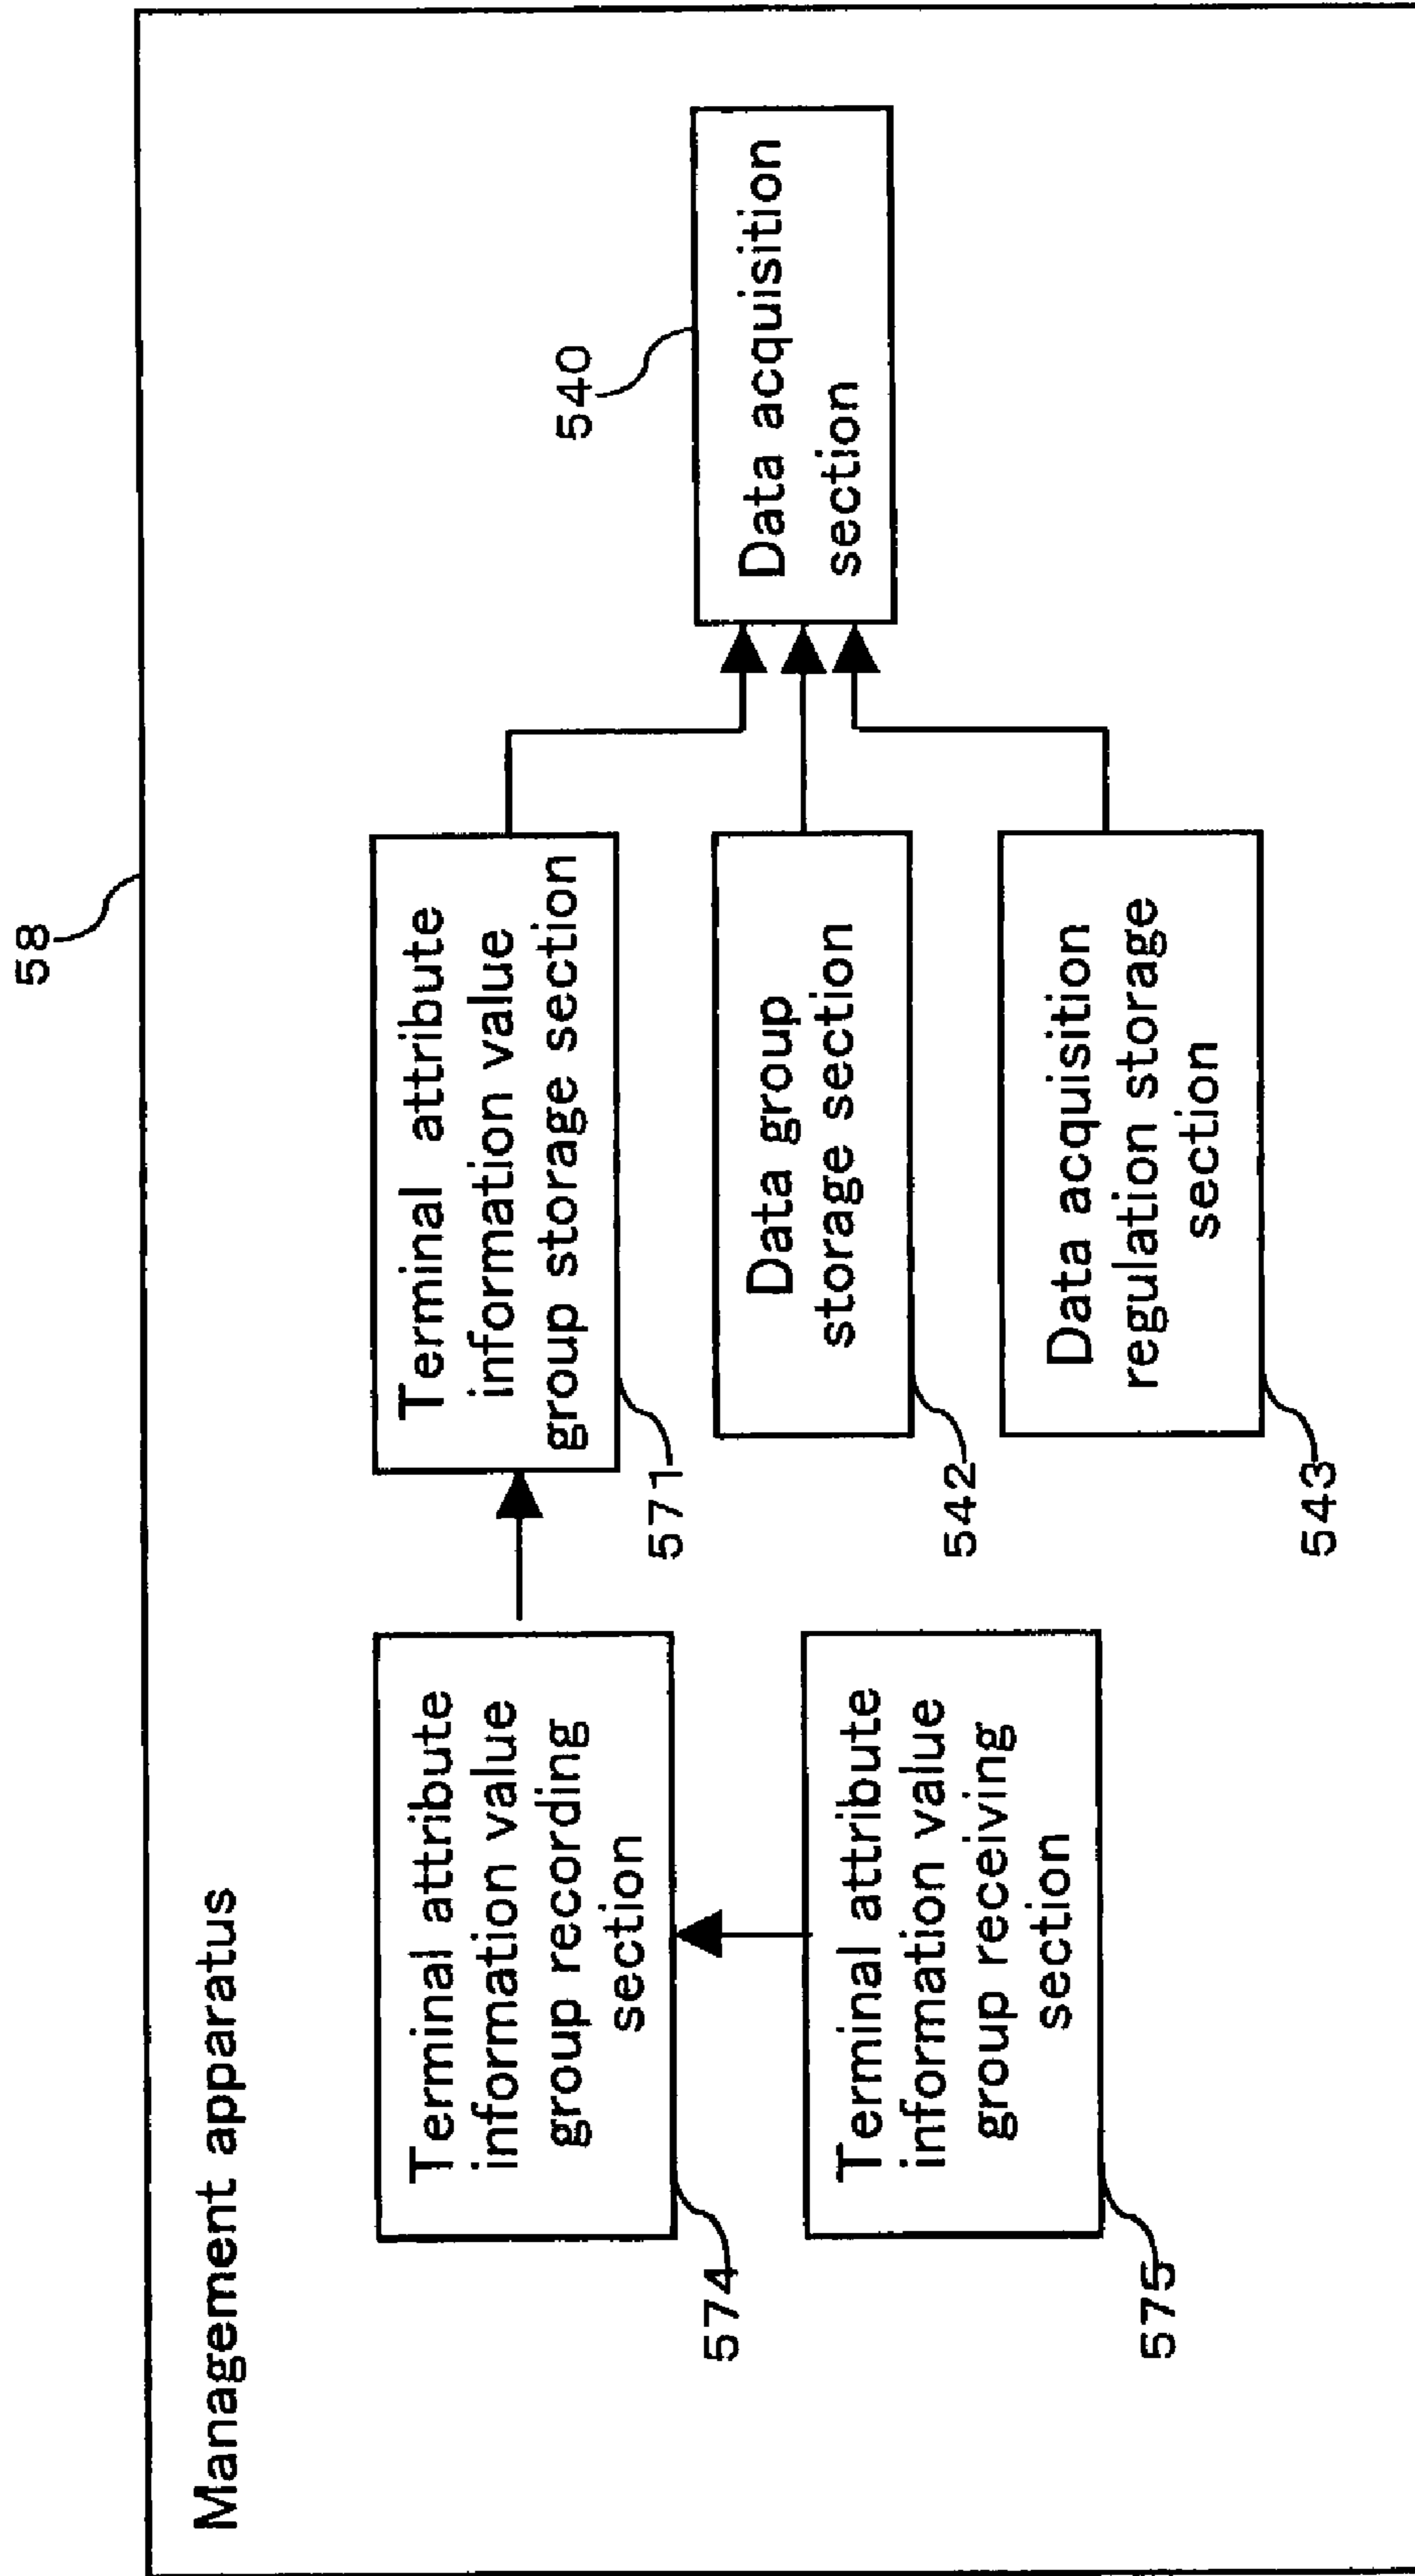 58
Management apparatus
Terminal attribute
information value
group recording
section
574
Terminal attribute
information value
group receiving
section
575
Terminal attribute
information value
group storage section
571
Data group
storage section
542
Data acquisition
regulation storage
section
543
540
Data acquisition
section